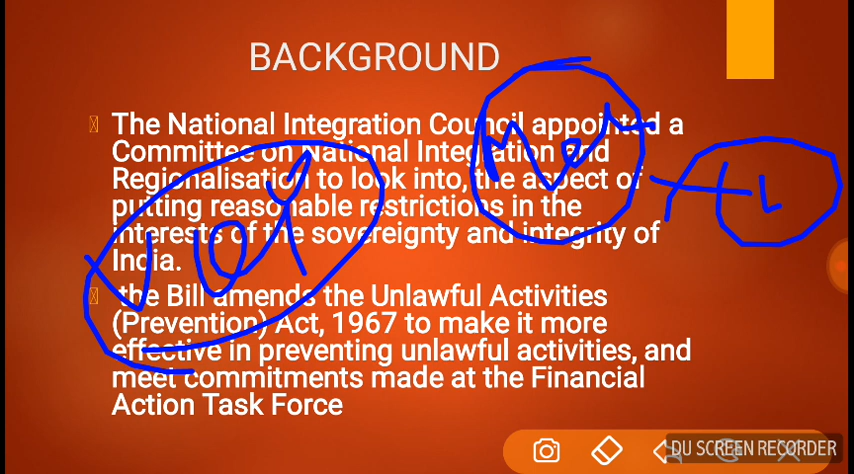 BACKGROUND
The National Integration Council appointed a
Committee on National Integration and
Regionalisation to look into, the aspect of
putting reasonable restrictions in the
interests of the sovereignty and integrity of
India.
the Bill amends the Unlawful Activities
(Prevention) Act, 1967 to make it more
effective in preventing unlawful activities, and
meet commitments made at the Financial
Action Task Force
DU SCREEN RECORDER